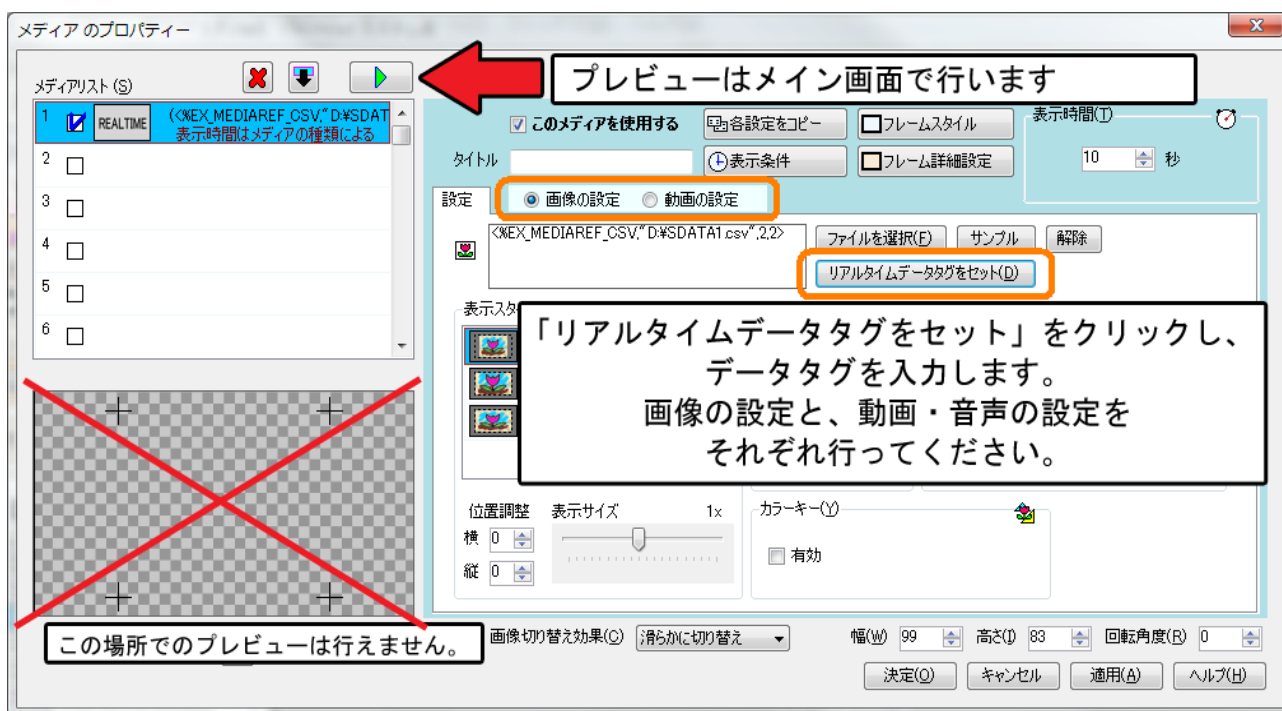 メディア のプロパティー
メディアリスト(S)
プレビューはメイン画面で行います
1 REALTIME (<%EX_MEDIAREF_CSV,"D:¥SDAT
表示時間はメディアの種類による
2
3
4
5
6
このメディアを使用する
各設定をコピー
フレームスタイル
表示時間(T)
タイトル
表示条件
フレーム詳細設定
10 秒
設定
画像の設定
動画の設定
<%EX_MEDIAREF_CSV,"D:¥SDATA1.csv",2,2>
ファイルを選択(F)
サンプル
解除
リアルタイムデータタグをセット(D)
表示スタ
「リアルタイムデータタグをセット」をクリックし、
データタグを入力します。
画像の設定と、動画・音声の設定を
それぞれ行ってください。
位置調整
表示サイズ
1x
カラーキー(Y)
横 0
有効
縦 0
この場所でのプレビューは行えません。
画像切り替え効果(C) 滑らかに切り替え
幅(W) 99
高さ(I) 83
回転角度(R) 0
決定(O)
キャンセル
適用(A)
ヘルプ(H)